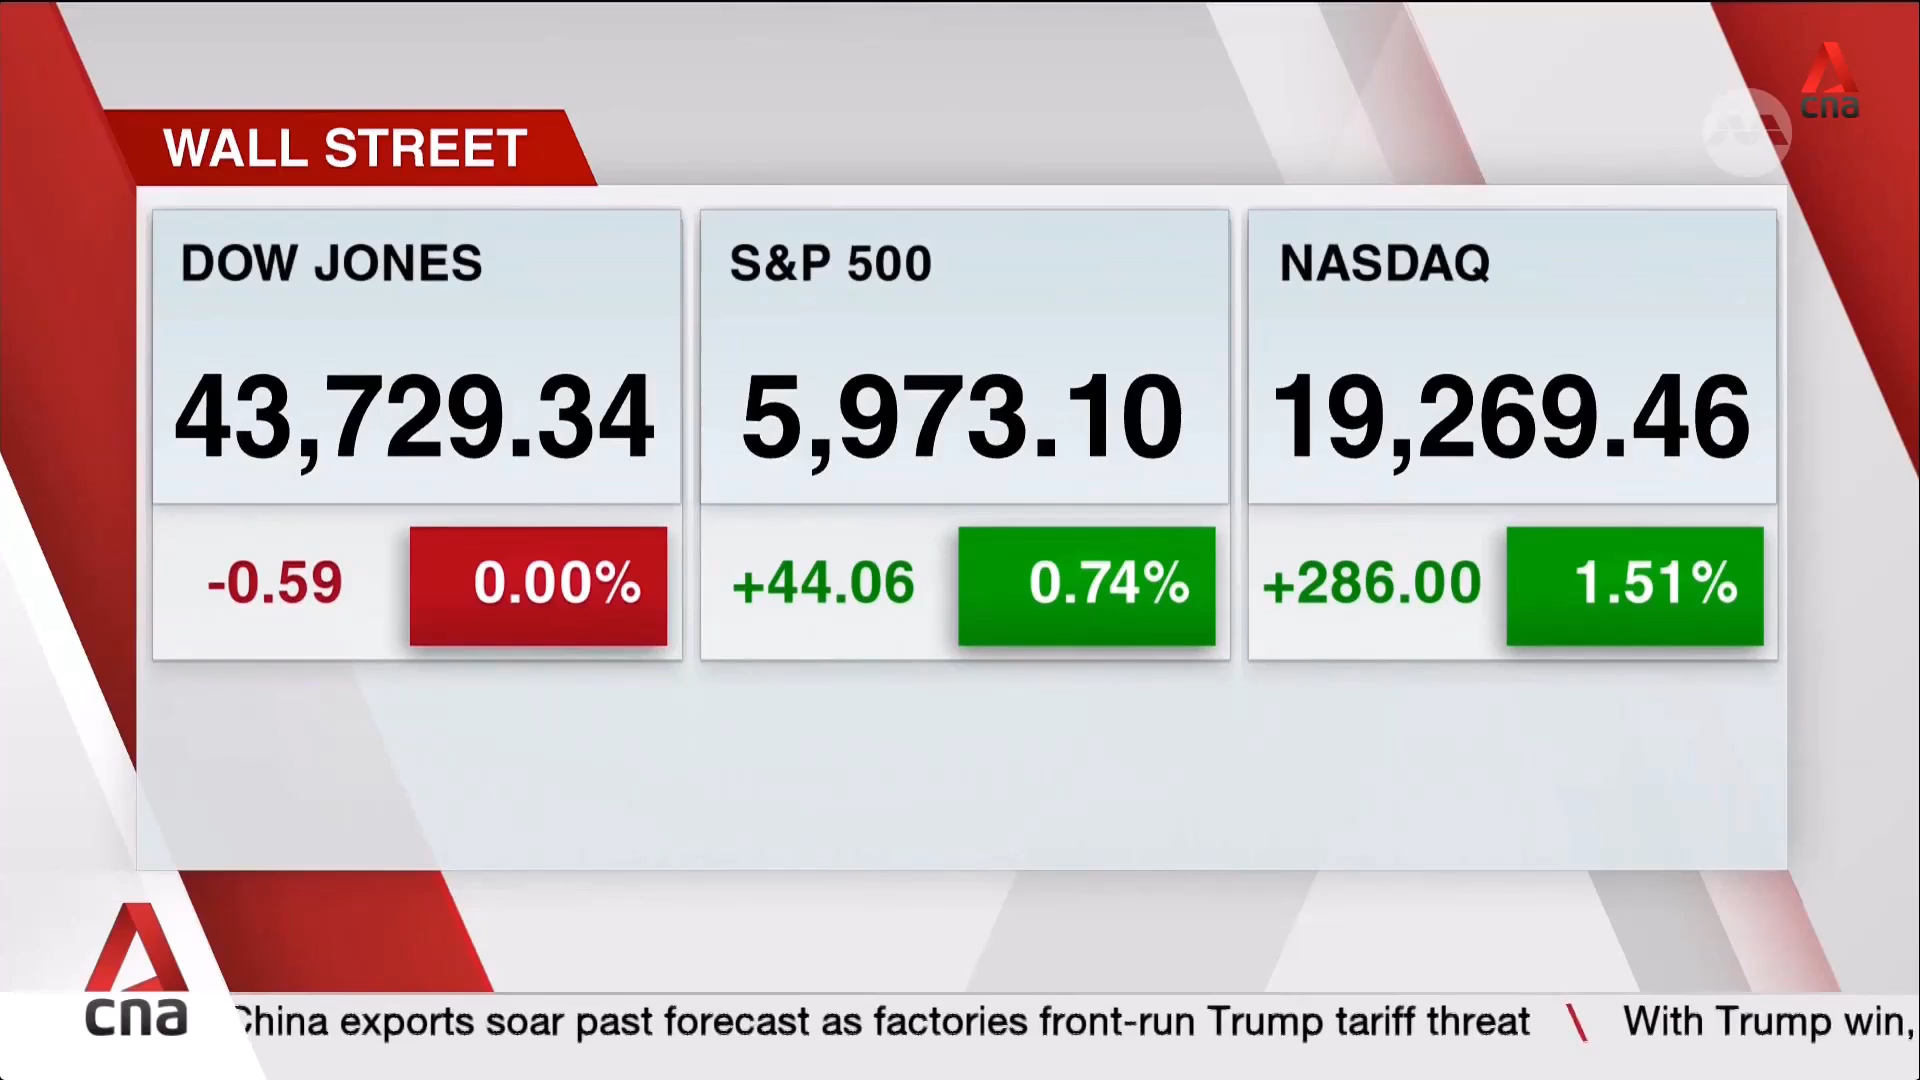 cna
WALL STREET
DOW JONES
43,729.34
-0.59 0.00%
S&P 500
5,973.10
+44.06 0.74%
NASDAQ
19,269.46
+286.00 1.51%
cna
China exports soar past forecast as factories front-run Trump tariff threat \ With Trump win,